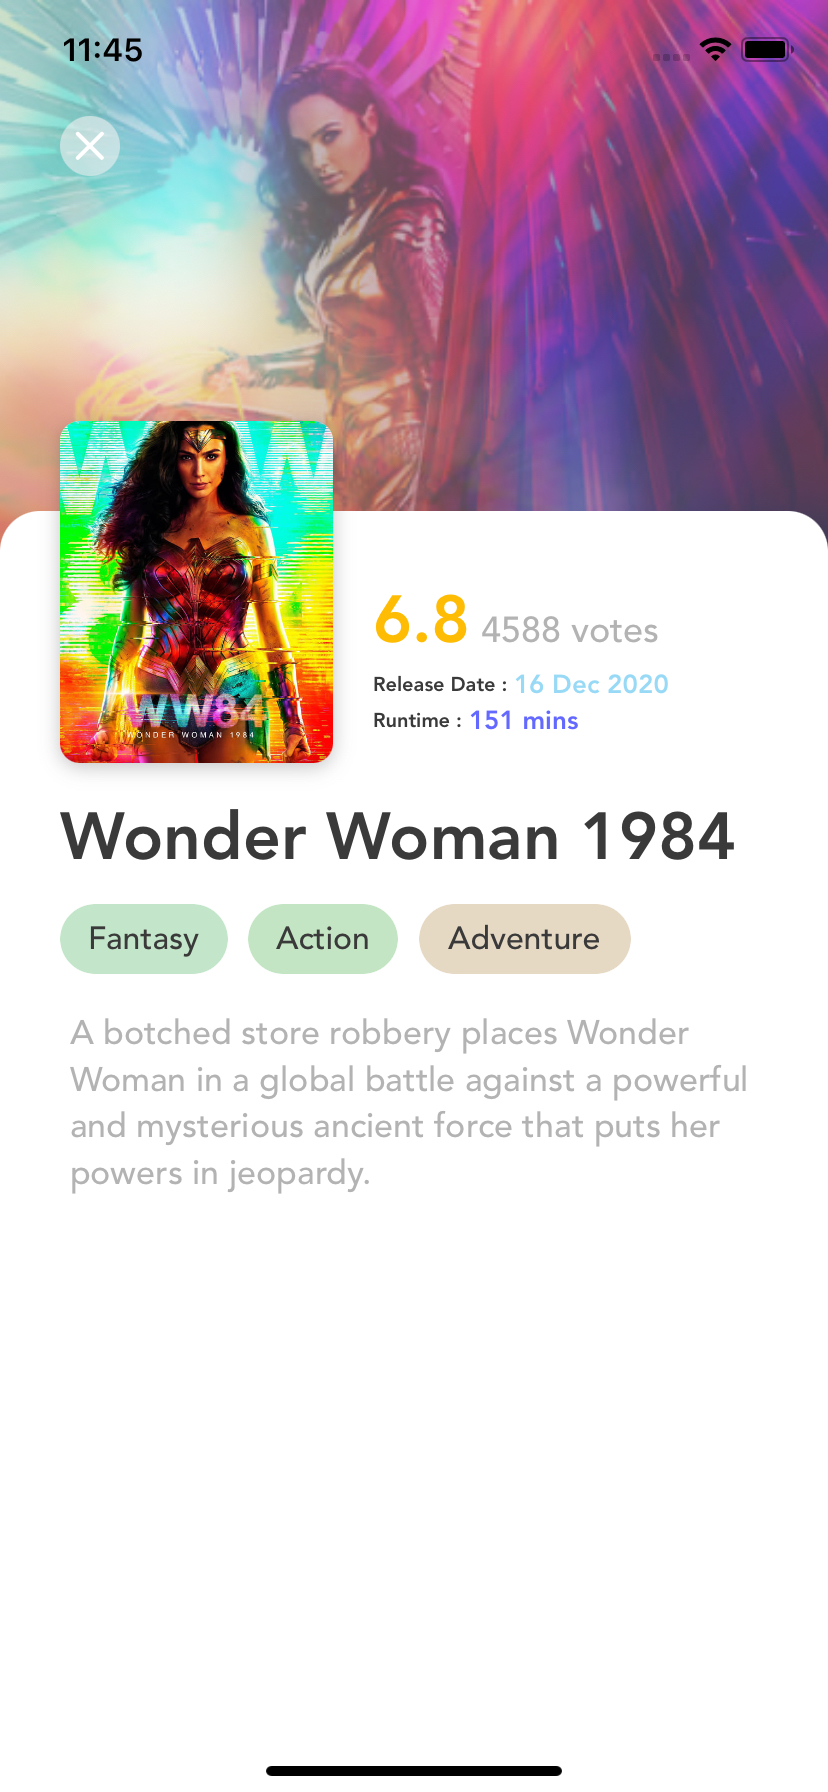 11:45
WW84
WONDER WOMAN 1984
6.8 4588 votes
Release Date : 16 Dec 2020
Runtime : 151 mins
Wonder Woman 1984
Fantasy Action Adventure
A botched store robbery places Wonder
Woman in a global battle against a powerful
and mysterious ancient force that puts her
powers in jeopardy.